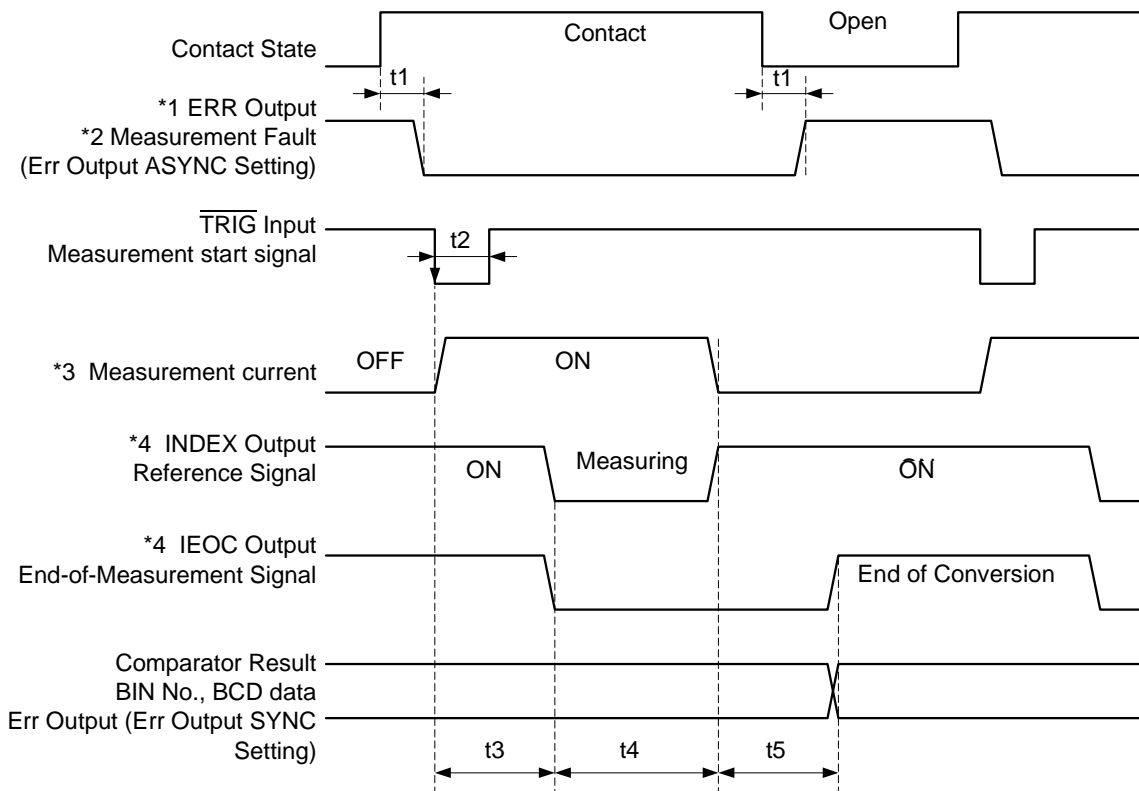 Contact State
Contact
Open
t1
t1
*1 ERR Output
*2 Measurement Fault
(Err Output ASYNC Setting)
TRIG Input
Measurement start signal
t2
*3 Measurement current
OFF
ON
*4 INDEX Output
Reference Signal
ON
Measuring
ON
*4 IEOC Output
End-of-Measurement Signal
End of Conversion
Comparator Result
BIN No., BCD data
Err Output (Err Output SYNC
Setting)
t3
t4
t5